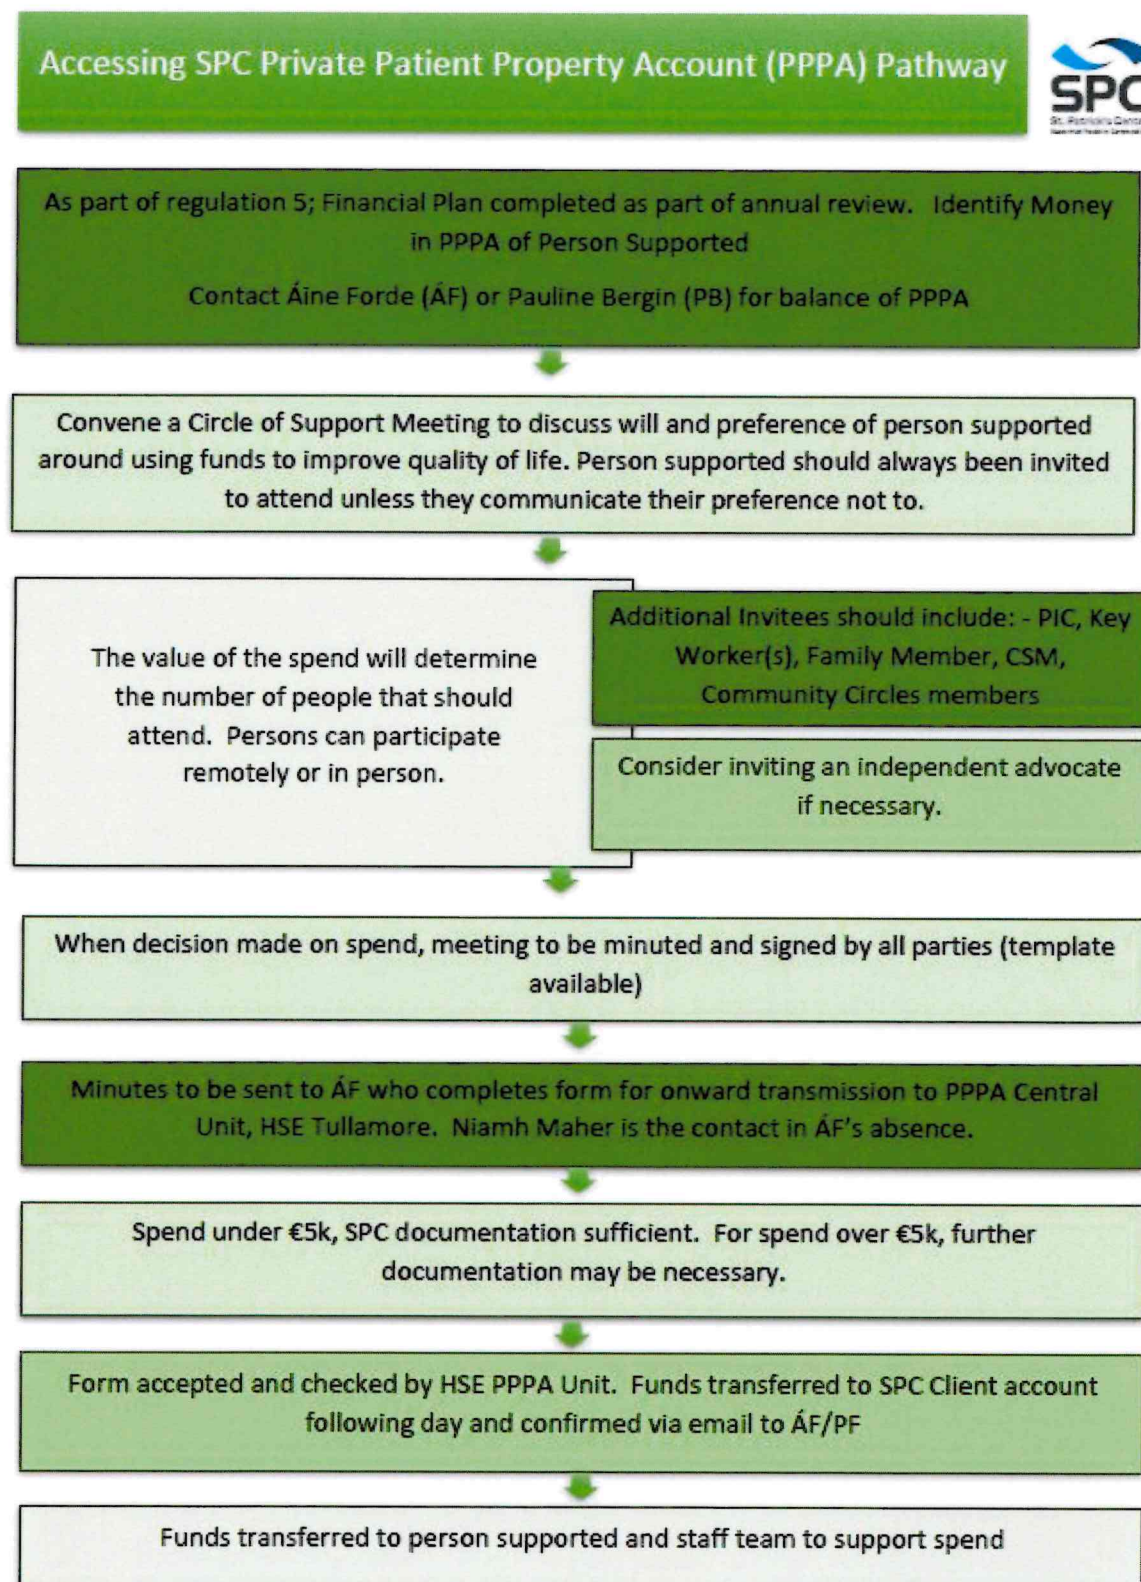 Accessing SPC Private Patient Property Account (PPPA) Pathway
SPC
St. Patrick's Centre
As part of regulation 5; Financial Plan completed as part of annual review. Identify Money
in PPPA of Person Supported
Contact Áine Forde (ÁF) or Pauline Bergin (PB) for balance of PPPA
Convene a Circle of Support Meeting to discuss will and preference of person supported
around using funds to improve quality of life. Person supported should always been invited
to attend unless they communicate their preference not to.
The value of the spend will determine
the number of people that should
attend. Persons can participate
remotely or in person.
Additional Invitees should include: - PIC, Key
Worker(s), Family Member, CSM,
Community Circles members
Consider inviting an independent advocate
if necessary.
When decision made on spend, meeting to be minuted and signed by all parties (template
available)
Minutes to be sent to ÁF who completes form for onward transmission to PPPA Central
Unit, HSE Tullamore. Niamh Maher is the contact in ÁF's absence.
Spend under €5k, SPC documentation sufficient. For spend over €5k, further
documentation may be necessary.
Form accepted and checked by HSE PPPA Unit. Funds transferred to SPC Client account
following day and confirmed via email to ÁF/PF
Funds transferred to person supported and staff team to support spend